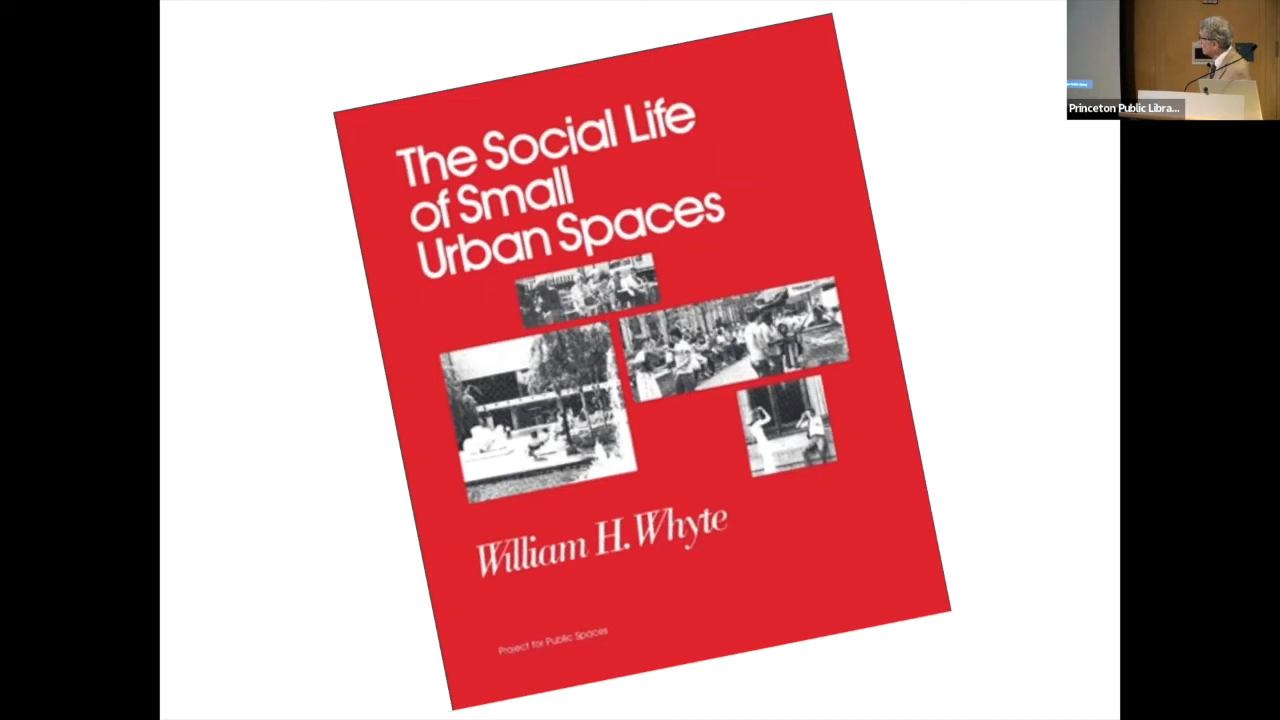 The Social Life
of Small
Urban Spaces
William H. Whyte
Project for Public Spaces
Princeton Public Libra...